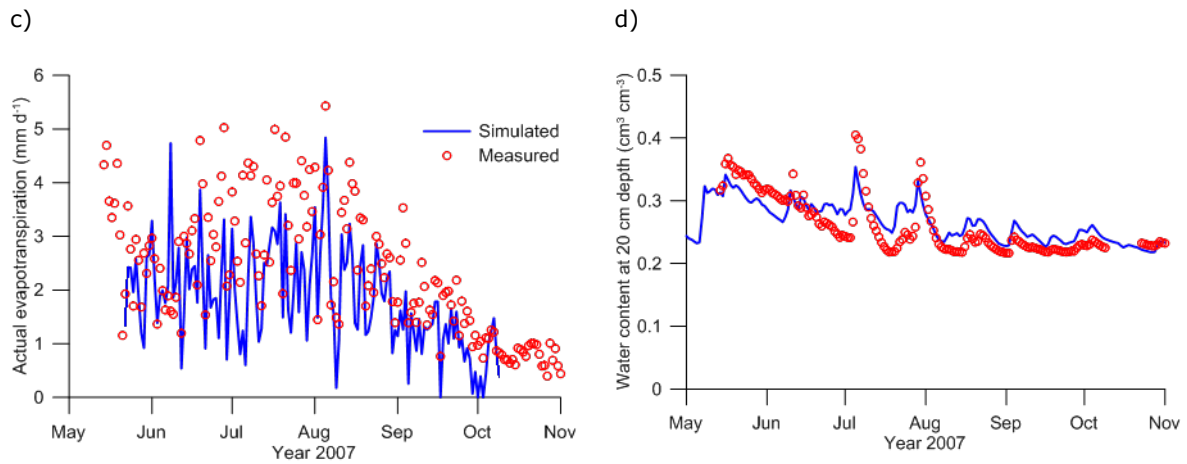 c)
d)
Actual evapotranspiration (mm d⁻¹)
6
5
4
3
2
1
0
Simulated
Measured
May
Jun
Jul
Aug
Sep
Oct
Nov
Year 2007
Water content at 20 cm depth (cm³ cm⁻³)
0.5
0.4
0.3
0.2
0.1
0
May
Jun
Jul
Aug
Sep
Oct
Nov
Year 2007